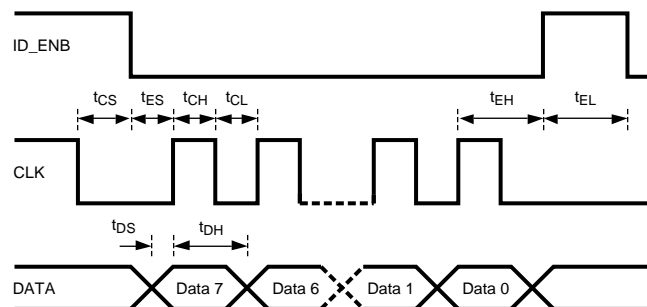 ID_ENB
tCS tES tCH tCL tEH tEL
CLK
tDS tDH
DATA Data 7 Data 6 Data 1 Data 0